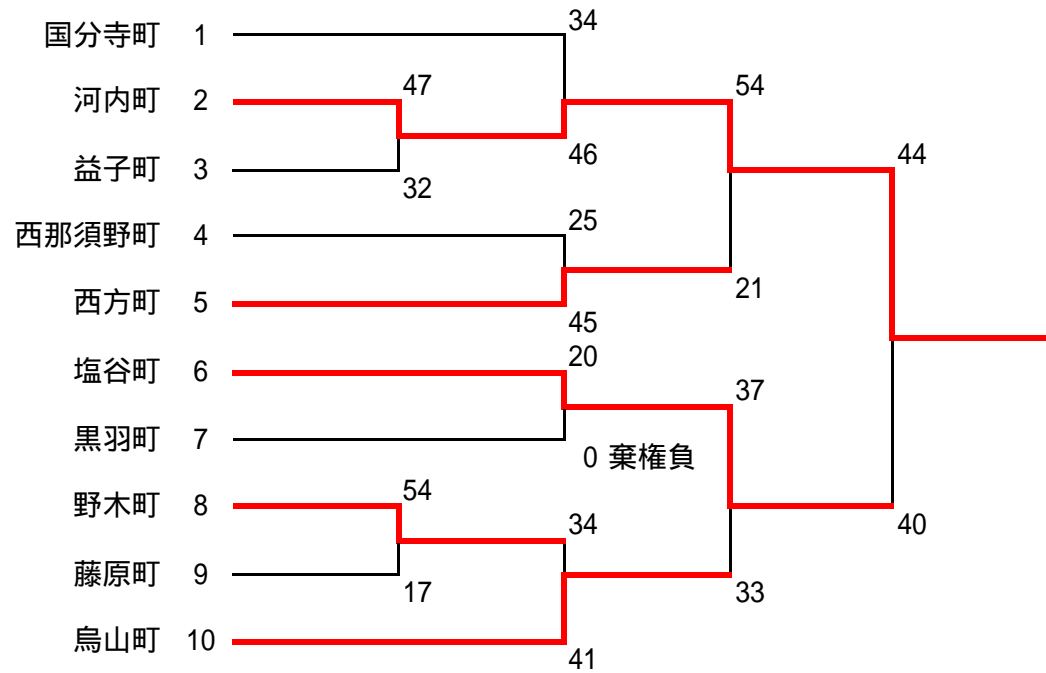 国分寺町 1 34
河内町 2 47 54
益子町 3 32 46 44
西那須野町 4 25
西方町 5 45 21
塩谷町 6 20 37
黒羽町 7 0 棄権負
野木町 8 54 34 40
藤原町 9 17 33
烏山町 10 41